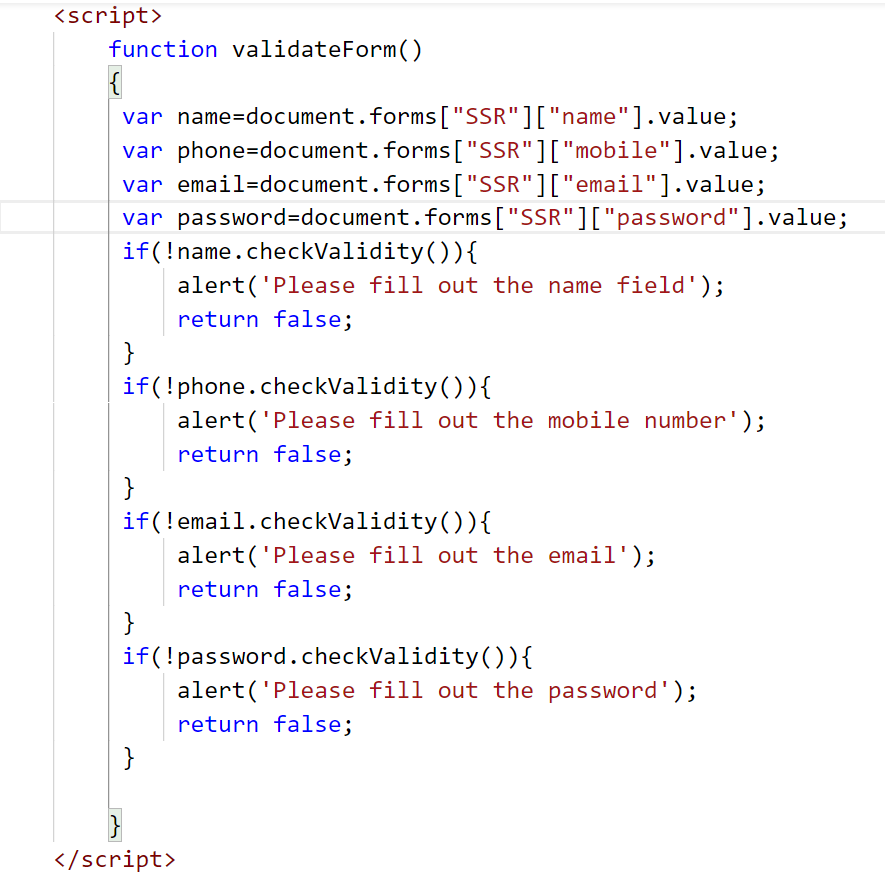 <script>
function validateForm()
{
var name=document.forms["SSR"]["name"].value;
var phone=document.forms["SSR"]["mobile"].value;
var email=document.forms["SSR"]["email"].value;
var password=document.forms["SSR"]["password"].value;
if(!name.checkValidity()){
alert('Please fill out the name field');
return false;
}
if(!phone.checkValidity()){
alert('Please fill out the mobile number');
return false;
}
if(!email.checkValidity()){
alert('Please fill out the email');
return false;
}
if(!password.checkValidity()){
alert('Please fill out the password');
return false;
}
}
</script>